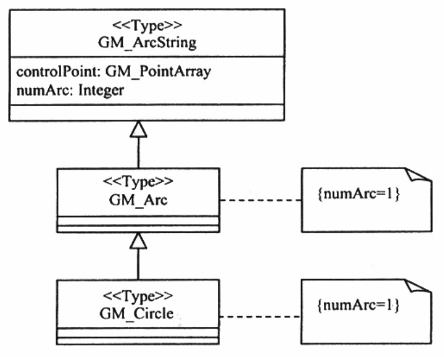 <<Type>>
GM_ArcString
controlPoint: GM_PointArray
numArc: Integer
<<Type>>
GM_Arc
{numArc=1}
<<Type>>
GM_Circle
{numArc=1}